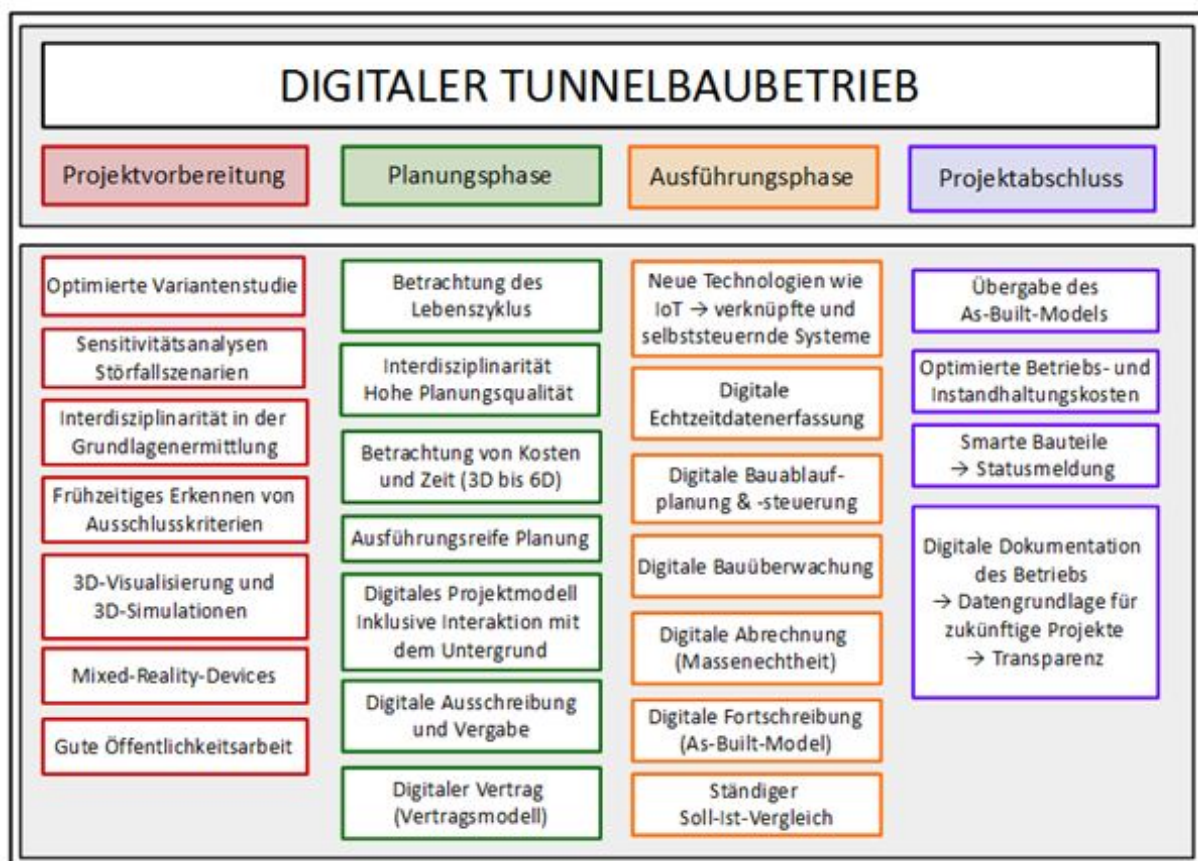 DIGITALER TUNNELBAUBETRIEB
Projektvorbereitung
Planungsphase
Ausführungsphase
Projektabschluss
Optimierte Variantenstudie
Sensitivitätsanalysen
Störfallszenarien
Interdisziplinarität in der
Grundlagenermittlung
Frühzeitiges Erkennen von
Ausschlusskriterien
3D-Visualisierung und
3D-Simulationen
Mixed-Reality-Devices
Gute Öffentlichkeitsarbeit
Betrachtung des
Lebenszyklus
Interdisziplinarität
Hohe Planungsqualität
Betrachtung von Kosten
und Zeit (3D bis 6D)
Ausführungsreife Planung
Digitales Projektmodell
Inklusive Interaktion mit
dem Untergrund
Digitale Ausschreibung
und Vergabe
Digitaler Vertrag
(Vertragsmodell)
Neue Technologien wie
IoT → verknüpfte und
selbststeuernde Systeme
Digitale
Echtzeitdatenerfassung
Digitale Bauablauf-
planung & -steuerung
Digitale Bauüberwachung
Digitale Abrechnung
(Massenechtheit)
Digitale Fortschreibung
(As-Built-Model)
Ständiger
Soll-Ist-Vergleich
Übergabe des
As-Built-Models
Optimierte Betriebs- und
Instandhaltungskosten
Smarte Bauteile
→ Statusmeldung
Digitale Dokumentation
des Betriebs
→ Datengrundlage für
zukünftige Projekte
→ Transparenz